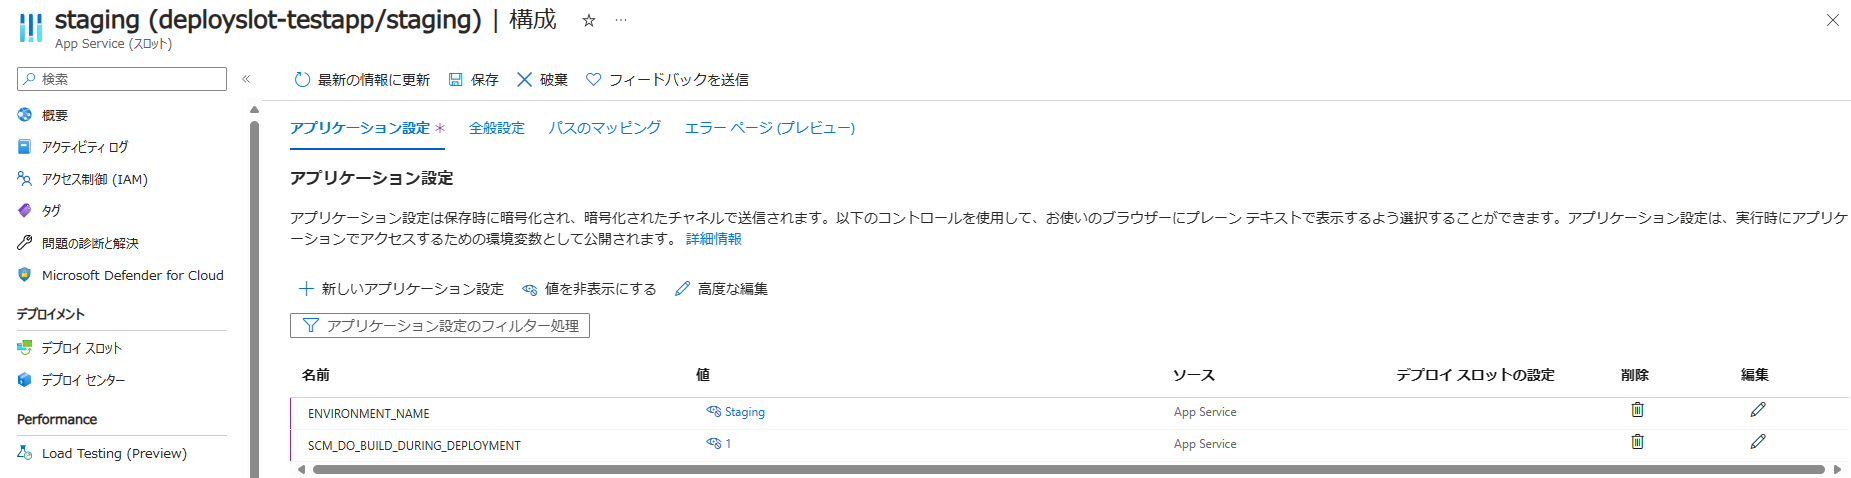 staging (deployslot-testapp/staging) | 構成
App Service (スロット)
検索
最新の情報に更新 保存 破棄 フィードバックを送信
概要
アクティビティ ログ
アクセス制御 (IAM)
タグ
問題の診断と解決
Microsoft Defender for Cloud
デプロイメント
デプロイ スロット
デプロイ センター
Performance
Load Testing (Preview)
アプリケーション設定 * 全般設定 パスのマッピング エラー ページ (プレビュー)
アプリケーション設定
アプリケーション設定は保存時に暗号化され、暗号化されたチャネルで送信されます。以下のコントロールを使用して、お使いのブラウザーにプレーン テキストで表示するよう選択することができます。アプリケーション設定は、実行時にアプリケ
ーションでアクセスするための環境変数として公開されます。 詳細情報
新しいアプリケーション設定 値を非表示にする 高度な編集
アプリケーション設定のフィルター処理
名前 値 ソース デプロイ スロットの設定 削除 編集
ENVIRONMENT_NAME Staging App Service
SCM_DO_BUILD_DURING_DEPLOYMENT 1 App Service